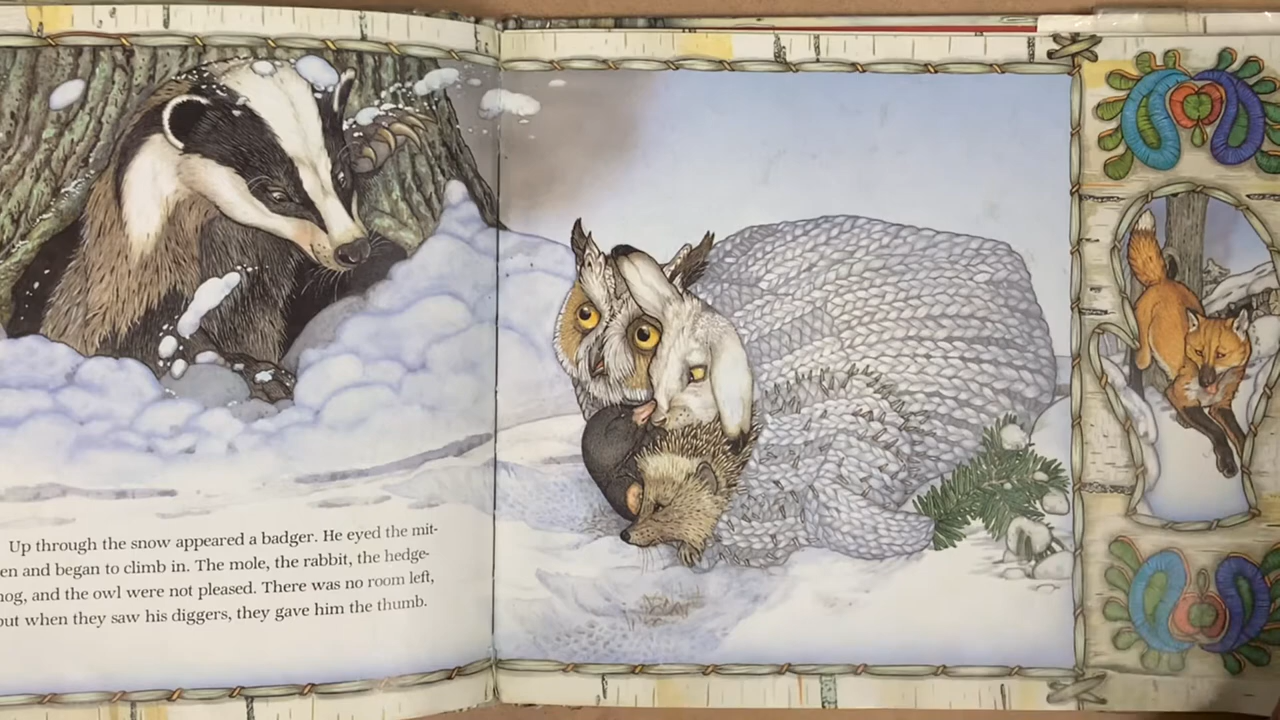 Up through the snow appeared a badger. He eyed the mit-
en and began to climb in. The mole, the rabbit, the hedge-
nog, and the owl were not pleased. There was no room left,
out when they saw his diggers, they gave him the thumb.